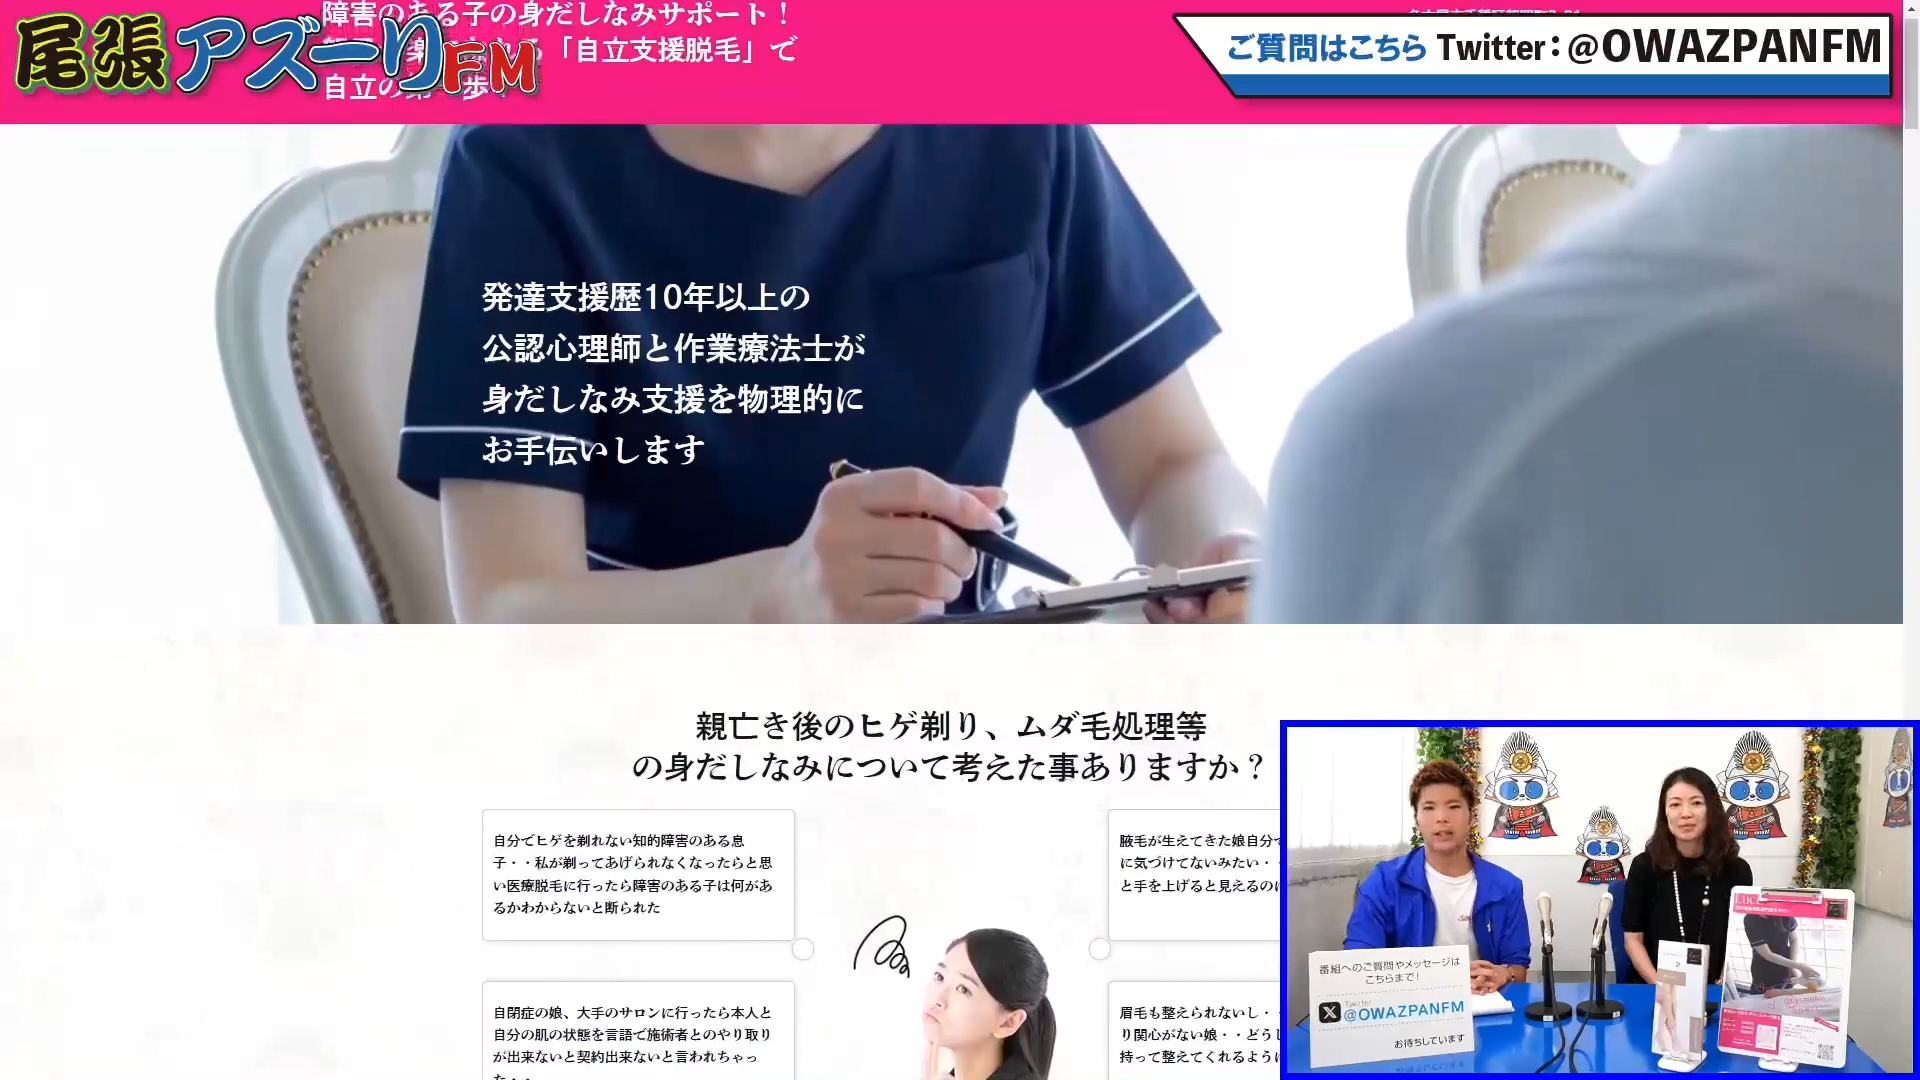 障害のある子の身だしなみサポート！
「自立支援脱毛」で
自立の第一歩
尾張アズーリFM
ご質問はこちら Twitter：@OWAZPANFM
発達支援歴10年以上の
公認心理師と作業療法士が
身だしなみ支援を物理的に
お手伝いします
親亡き後のヒゲ剃り、ムダ毛処理等
の身だしなみについて考えた事ありますか？
自分でヒゲを剃れない知的障害のある息
子・・私が剃ってあげられなくなったらと思
い医療脱毛に行ったら障害のある子は何があ
るかわからないと断られた
腋毛が生えてきた娘自分で
に気づけてないみたい・
と手を上げると見えるのに
自閉症の娘、大手のサロンに行ったら本人と
自分の肌の状態を言語で施術者とのやり取り
が出来ないと契約出来ないと言われちゃっ
た・・
眉毛も整えられないし・
り関心がない娘・・どうし
持って整えてくれるように
番組へのご質問やメッセージは
こちらまで！
Twitter
@OWAZPANFM
お待ちしています